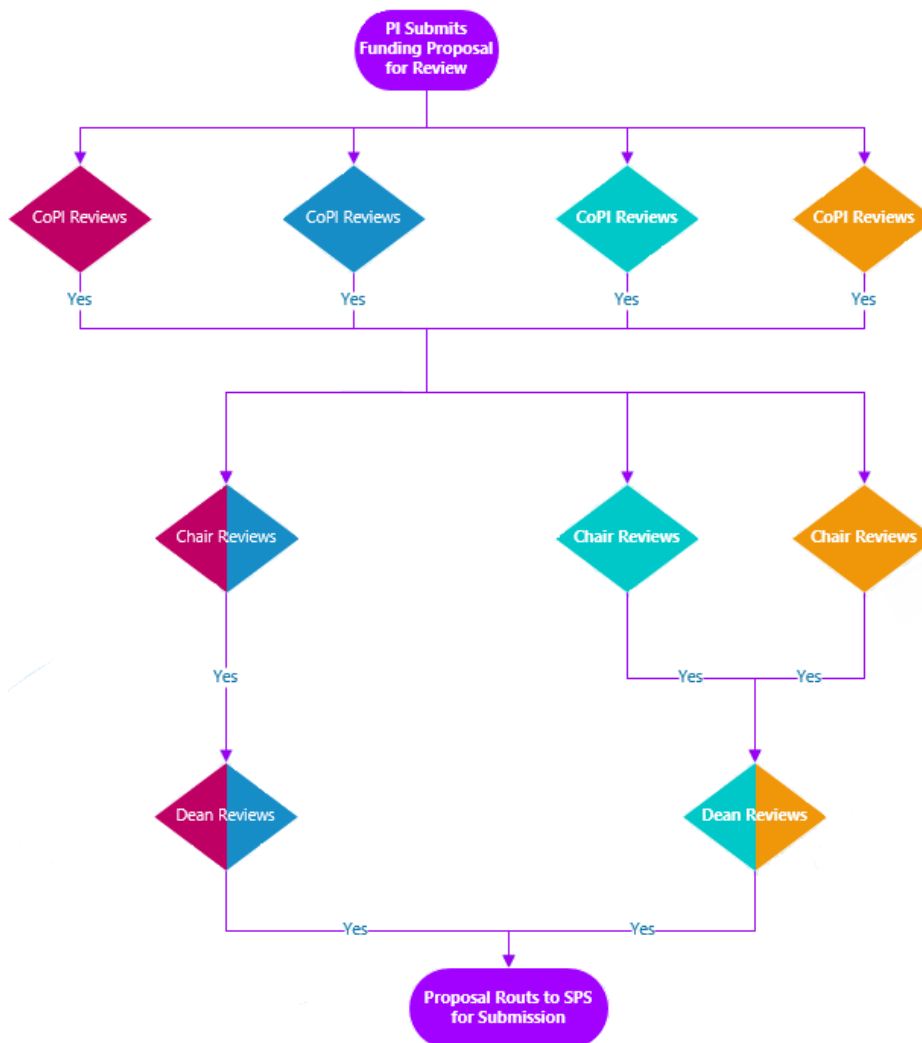 PI Submits
Funding Proposal
for Review
CoPI Reviews
CoPI Reviews
CoPI Reviews
CoPI Reviews
Yes
Yes
Yes
Yes
Chair Reviews
Chair Reviews
Chair Reviews
Yes
Yes
Yes
Dean Reviews
Dean Reviews
Yes
Yes
Proposal Routs to SPS
for Submission